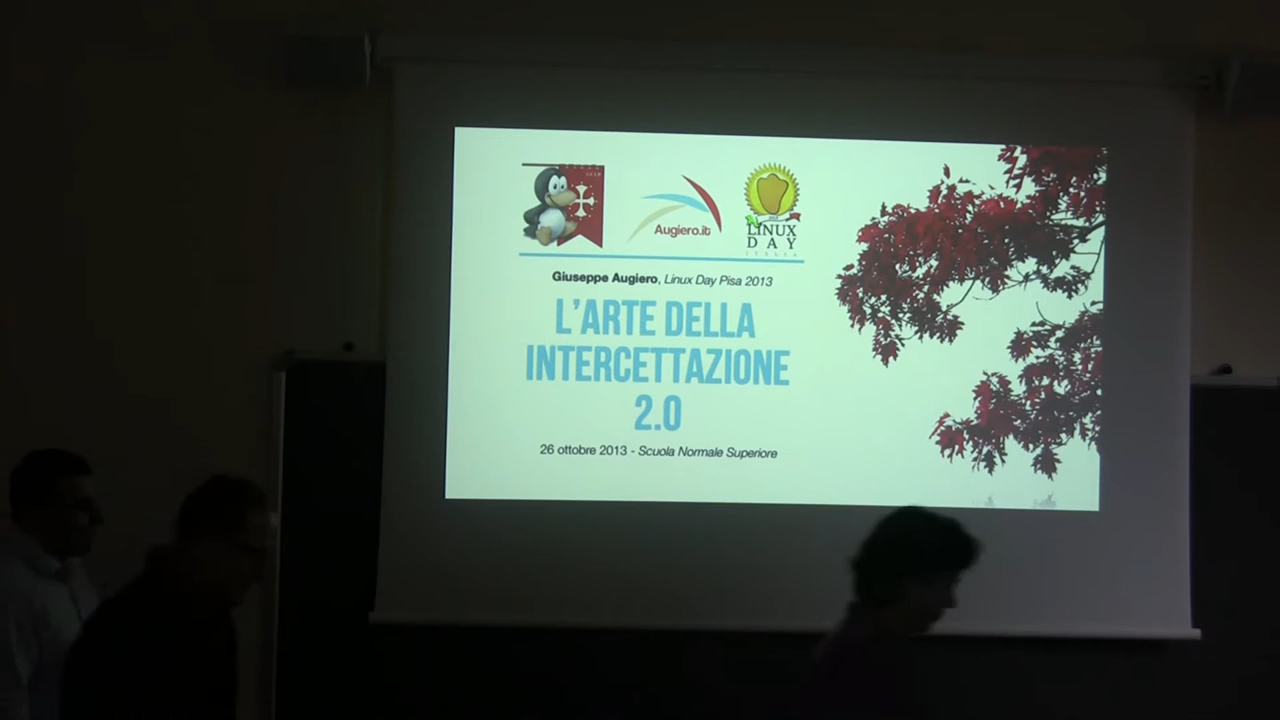 Augiero.it
LINUX
DAY
ITALIA
Giuseppe Augiero, Linux Day Pisa 2013
L'ARTE DELLA
INTERCETTAZIONE
2.0
26 ottobre 2013 - Scuola Normale Superiore